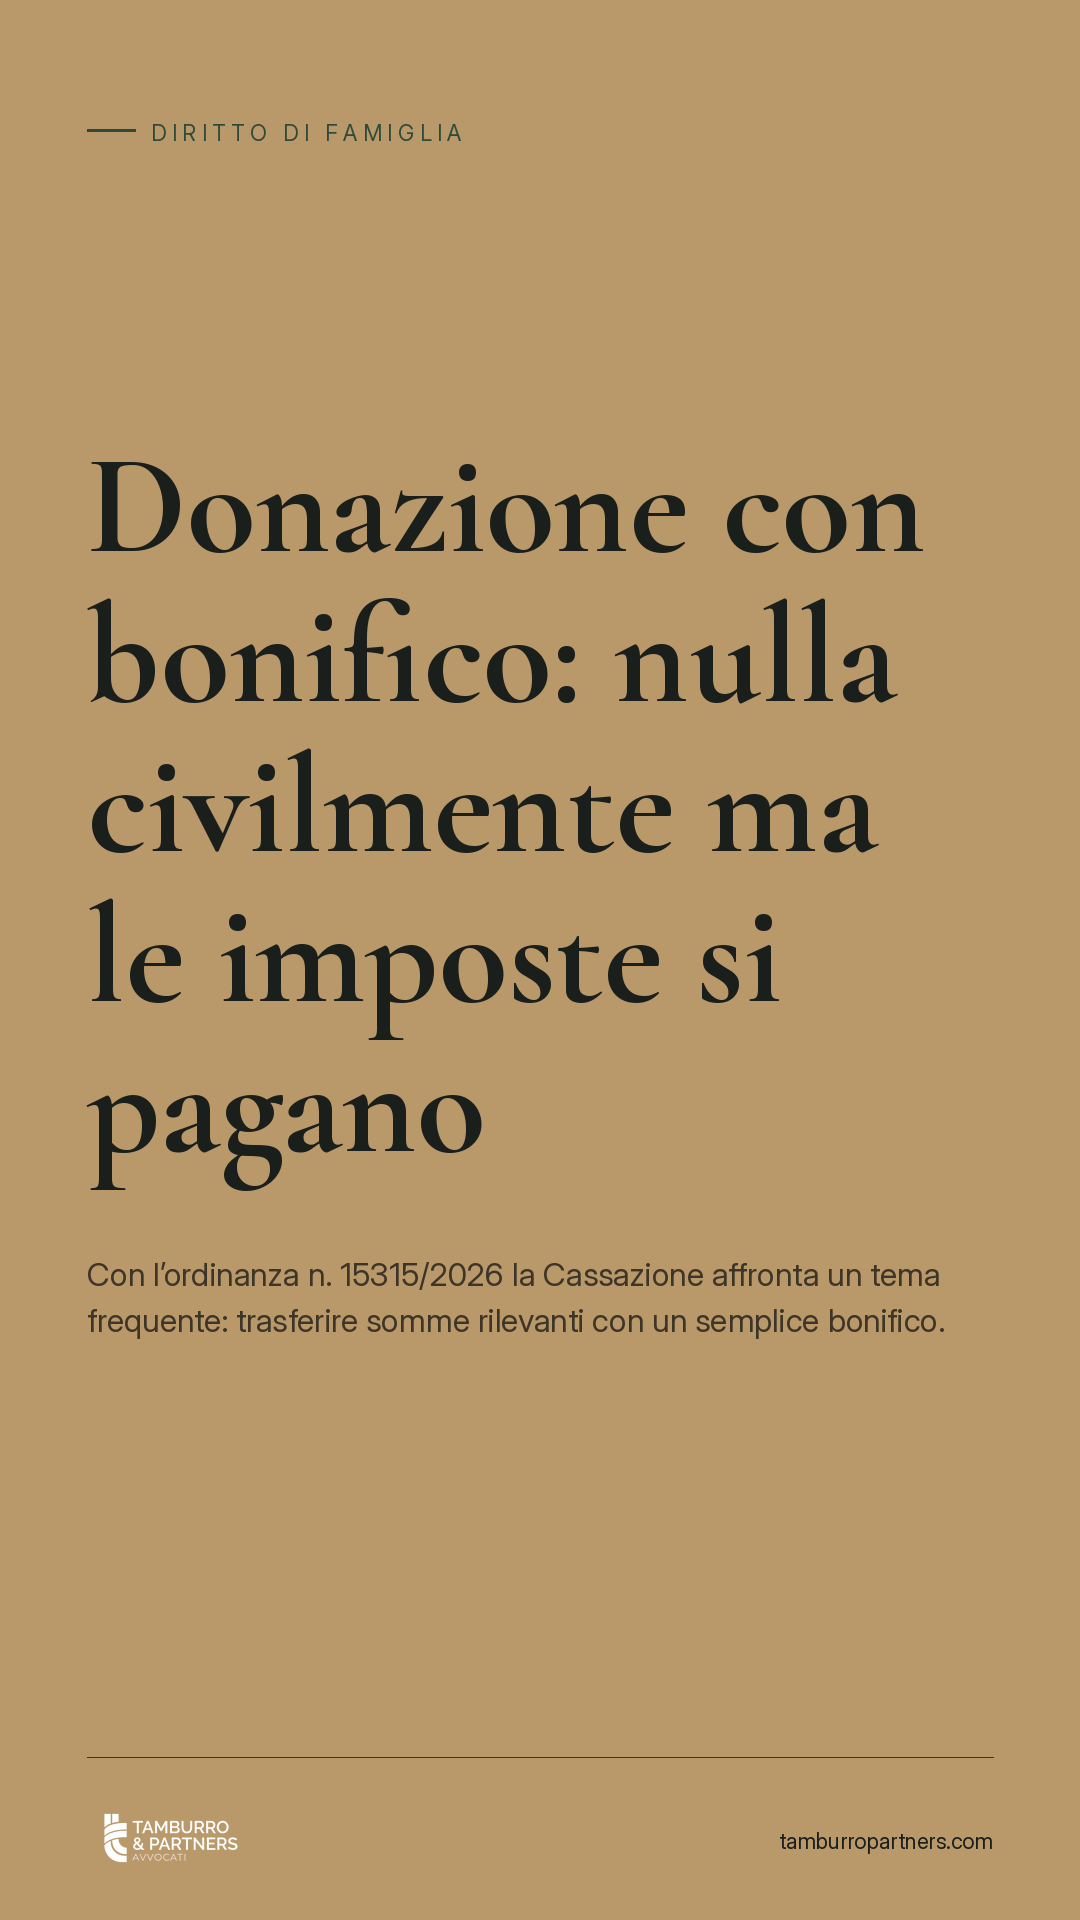 DIRITTO DI FAMIGLIA
Donazione con
bonifico: nulla
civilmente ma
le imposte si
pagano
Con l’ordinanza n. 15315/2026 la Cassazione affronta un tema
frequente: trasferire somme rilevanti con un semplice bonifico.
TAMBURRO
& PARTNERS
AVVOCATI
tamburropartners.com